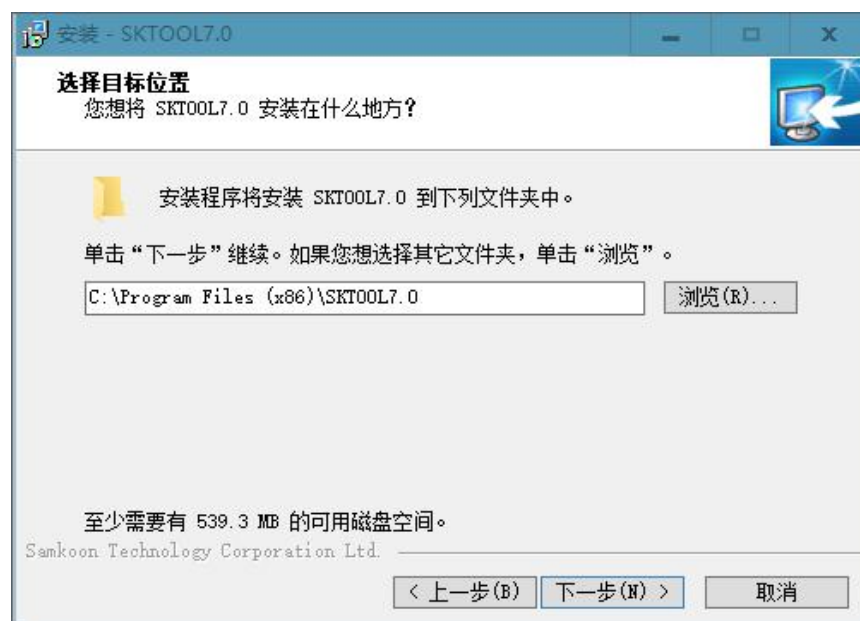 安装 - SKTOOL7.0
选择目标位置
您想将 SKTOOL7.0 安装在什么地方?
安装程序将安装 SKTOOL7.0 到下列文件夹中。
单击“下一步”继续。如果您想选择其它文件夹，单击“浏览”。
C:\Program Files (x86)\SKTOOL7.0
浏览(R)...
至少需要有 539.3 MB 的可用磁盘空间。
Samkoon Technology Corporation Ltd.
< 上一步(B) 下一步(N) > 取消